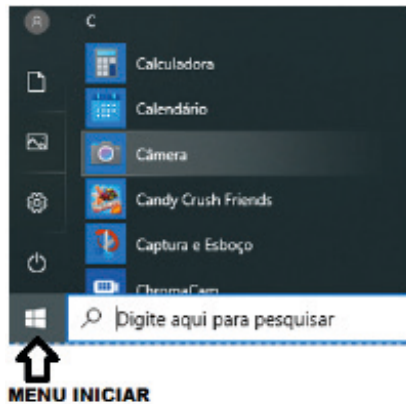 C
Calculadora
Calendário
Câmera
Candy Crush Friends
Captura e Esboço
ChromaCam
Digite aqui para pesquisar
MENU INICIAR